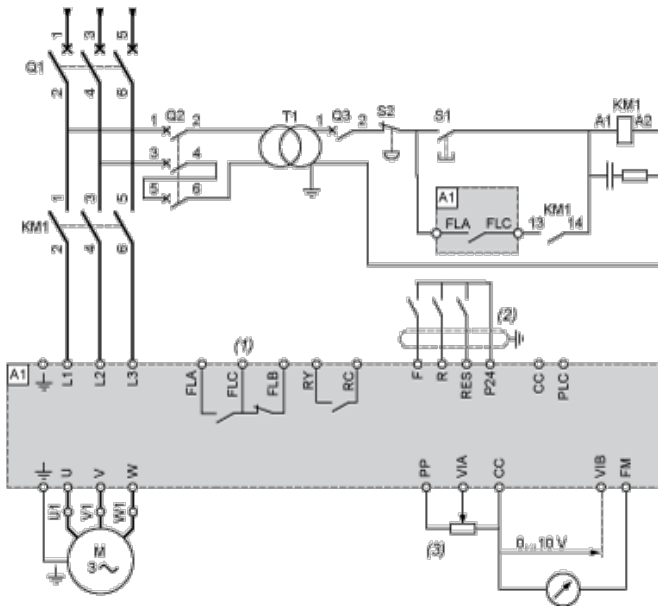 1 3 5
Q1
2 4 6
1 Q2 2
3 4
5 6
T1
1 Q3 2
S2
S1
KM1
A1 A2
A1
FLA FLC
KM1
13 14
1 3 5
KM1
2 4 6
(1)
(2)
A1
L1 L2 L3
FLA FLC FLB RY RC
F R RES P24 CC PLC
U V W
PP VIA CC VIB FM
U1 V1 W1
M
3
(3)
0...10 V